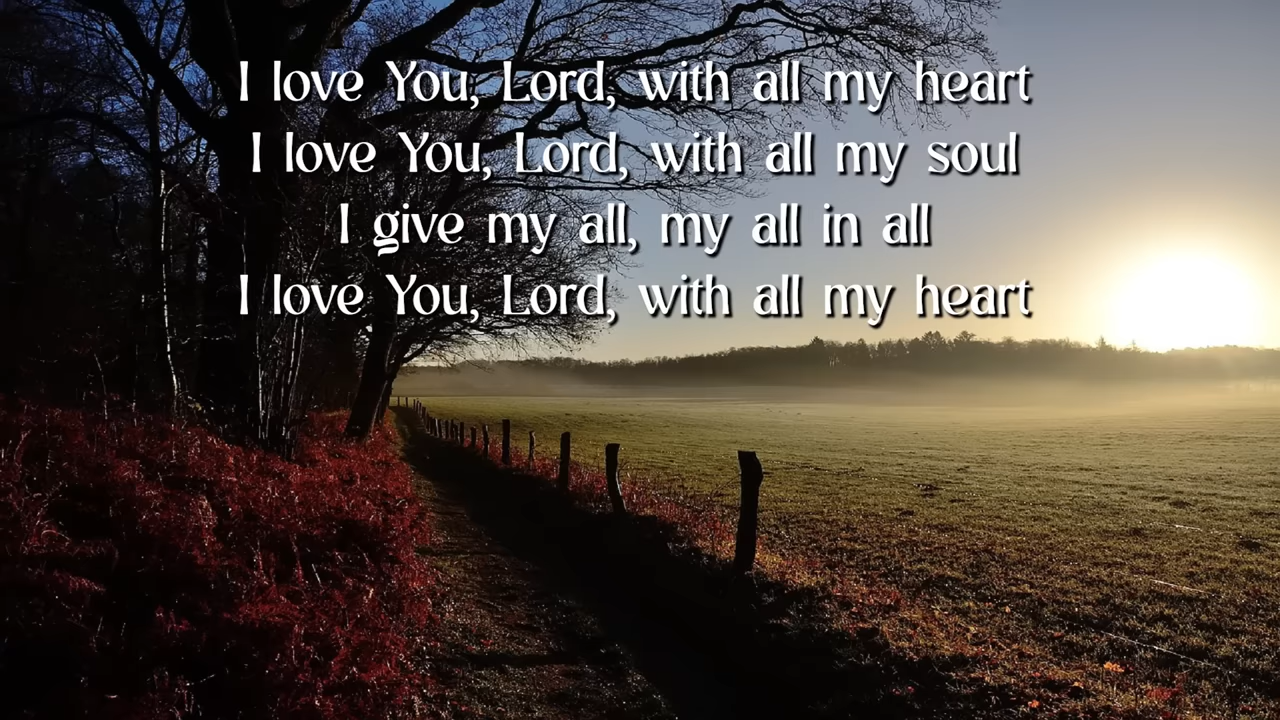 I love You, Lord, with all my heart
I love You, Lord, with all my soul
I give my all, my all in all
I love You, Lord, with all my heart